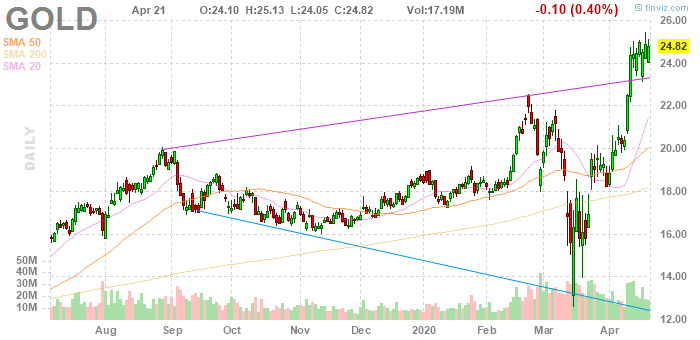 © finviz.com
GOLD
Apr 21 O:24.10 H:25.13 L:24.05 C:24.82 Vol:17.19M -0.10 (0.40%)
SMA 50
SMA 200
SMA 20
DAILY
26.00
24.82
24.00
22.00
20.00
18.00
16.00
14.00
12.00
50M
40M
30M
20M
10M
Aug Sep Oct Nov Dec 2020 Feb Mar Apr